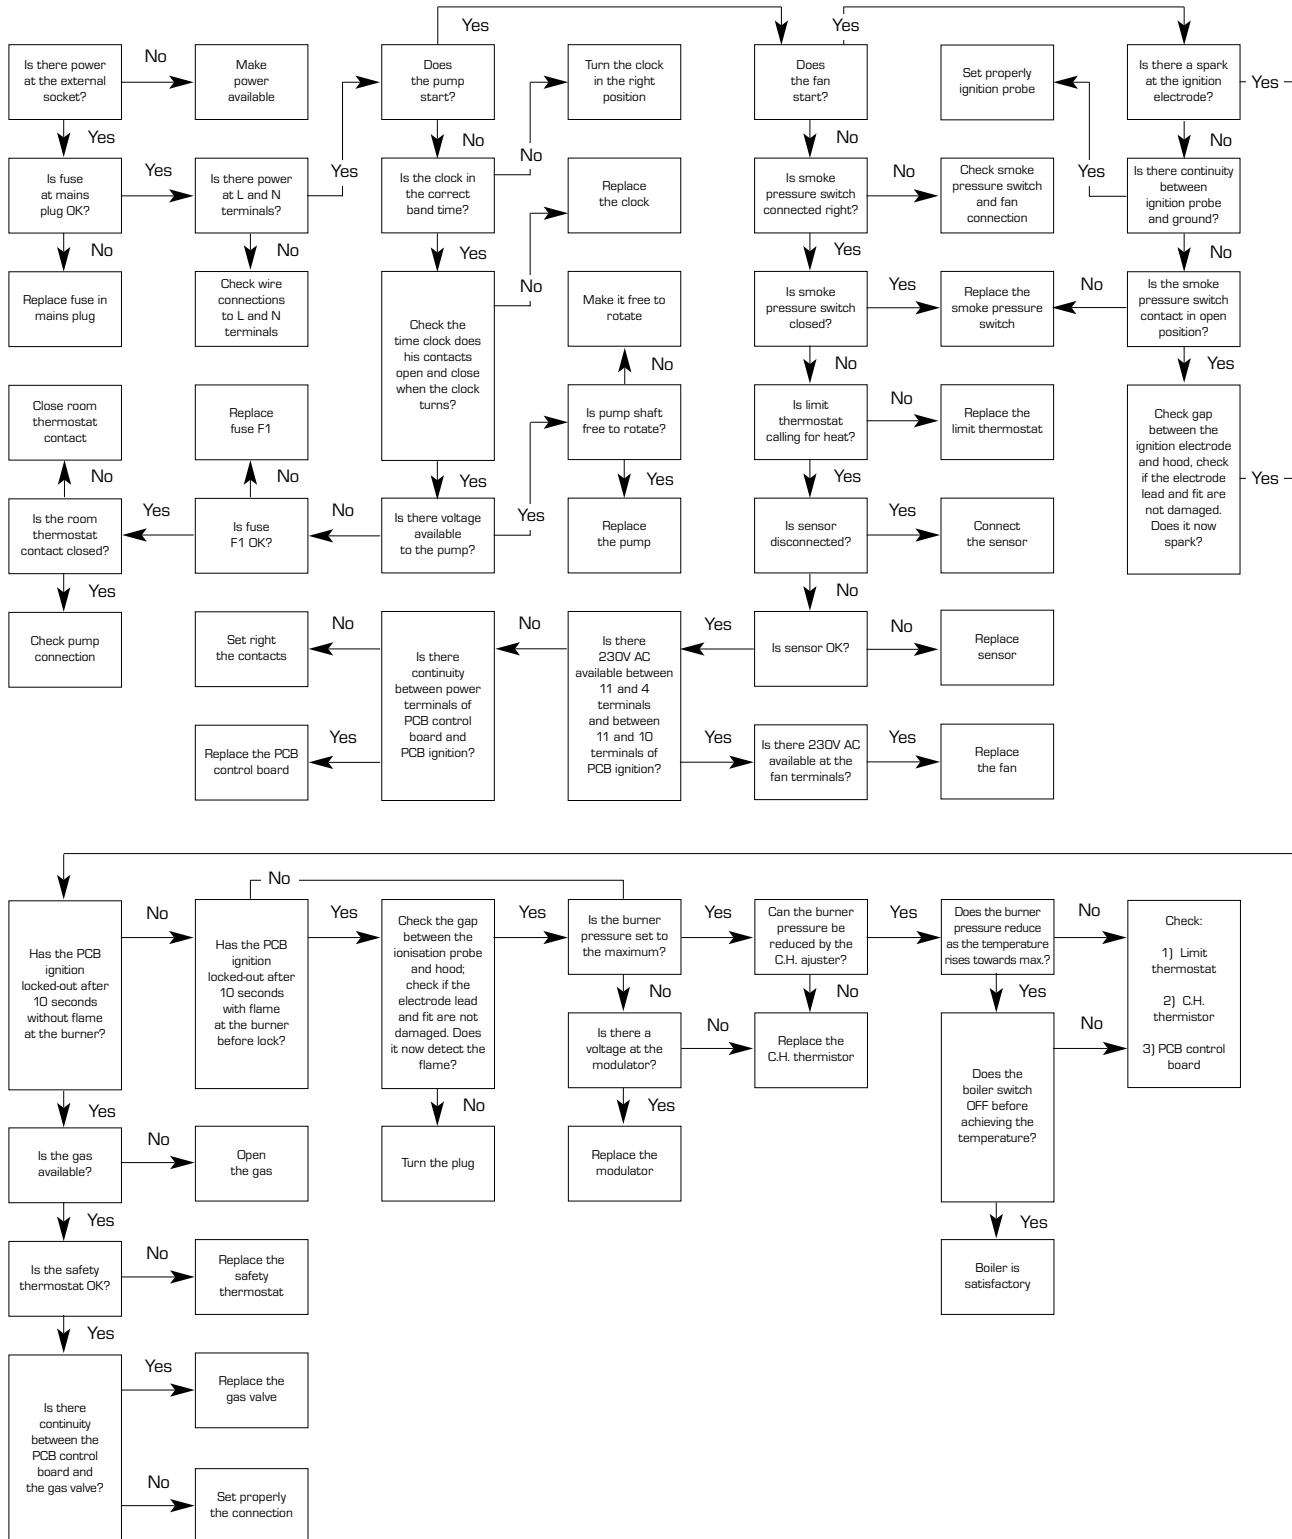 Yes
Yes
Yes
Is there power
at the external
socket?
No
Make
power
available
Does
the pump
start?
Turn the clock
in the right
position
Does
the fan
start?
Set properly
ignition probe
Is there a spark
at the ignition
electrode?
Yes
Yes
No
No
No
Is fuse
at mains
plug OK?
Yes
Is there power
at L and N
terminals?
Yes
Is the clock in
the correct
band time?
No
Replace
the clock
Is smoke
pressure switch
connected right?
No
Check smoke
pressure switch
and fan
connection
Yes
Is there continuity
between
ignition probe
and ground?
No
No
Yes
Yes
No
Replace fuse in
mains plug
Check wire
connections
to L and N
terminals
Check the
time clock does
his contacts
open and close
when the clock
turns?
No
Make it free to
rotate
Is smoke
pressure switch
closed?
Yes
Replace the
smoke pressure
switch
No
Is the smoke
pressure switch
contact in open
position?
No
No
Yes
Close room
thermostat
contact
Replace
fuse F1
Is pump shaft
free to rotate?
Is limit
thermostat
calling for heat?
No
Replace the
limit thermostat
Check gap
between the
ignition electrode
and hood, check
if the electrode
lead and fit are
not damaged.
Does it now
spark?
Yes
No
No
Yes
Yes
Yes
Is the room
thermostat
contact closed?
Yes
Is fuse
F1 OK?
No
Is there voltage
available
to the pump?
Yes
Replace
the pump
Is sensor
disconnected?
Yes
Connect
the sensor
Yes
No
Check pump
connection
Set right
the contacts
No
Is there
continuity
between power
terminals of
PCB control
board and
PCB ignition?
No
Is there
230V AC
available between
11 and 4
terminals
and between
11 and 10
terminals of
PCB ignition?
Yes
Is sensor OK?
No
Replace
sensor
Replace the PCB
control board
Yes
Yes
Is there 230V AC
available at the
fan terminals?
Yes
Replace
the fan
No
Has the PCB
ignition
locked-out after
10 seconds
without flame
at the burner?
No
Has the PCB
ignition
locked-out after
10 seconds
with flame
at the burner
before lock?
Yes
Check the gap
between the
ionisation probe
and hood;
check if the
electrode lead
and fit are not
damaged. Does
it now detect the
flame?
Yes
Is the burner
pressure set to
the maximum?
Yes
Can the burner
pressure be
reduced by the
C.H. ajuster?
Yes
Does the burner
pressure reduce
as the temperature
rises towards max.?
No
Check:
1) Limit
thermostat
2) C.H.
thermistor
3) PCB control
board
No
No
Yes
Is there a
voltage at the
modulator?
No
Replace the
C.H. thermistor
Does the
boiler switch
OFF before
achieving the
temperature?
No
Yes
No
Yes
Is the gas
available?
No
Open
the gas
Turn the plug
Replace the
modulator
Yes
Yes
Is the safety
thermostat OK?
No
Replace the
safety
thermostat
Boiler is
satisfactory
Yes
Is there
continuity
between the
PCB control
board and
the gas valve?
Yes
Replace the
gas valve
No
Set properly
the connection